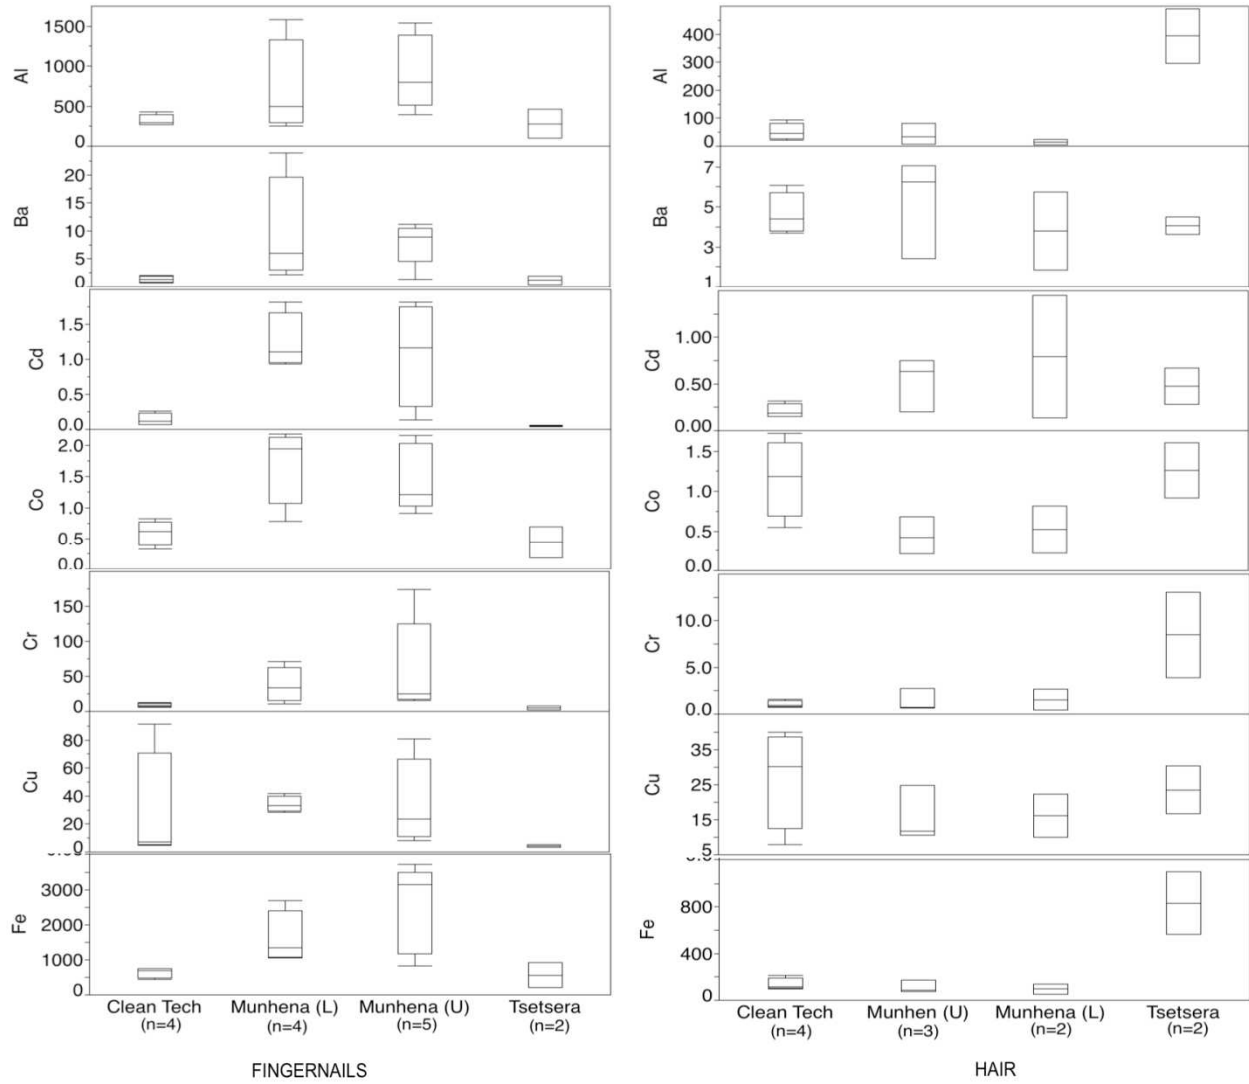 1500
1000
500
0
Al
20
15
10
5
0
Ba
1.5
1.0
0.5
0.0
Cd
2.0
1.5
1.0
0.5
0.0
Co
150
100
50
0
Cr
80
60
40
20
0
Cu
3000
2000
1000
0
Fe
Clean Tech Munhena (L) Munhena (U) Tsetsera
(n=4) (n=4) (n=5) (n=2)
FINGERNAILS
400
300
200
100
0
Al
7
5
3
1
Ba
1.00
0.50
0.00
Cd
1.5
1.0
0.5
0.0
Co
10.0
5.0
0.0
Cr
35
25
15
5
Cu
800
400
0
Fe
Clean Tech Munhen (U) Munhena (L) Tsetsera
(n=4) (n=3) (n=2) (n=2)
HAIR